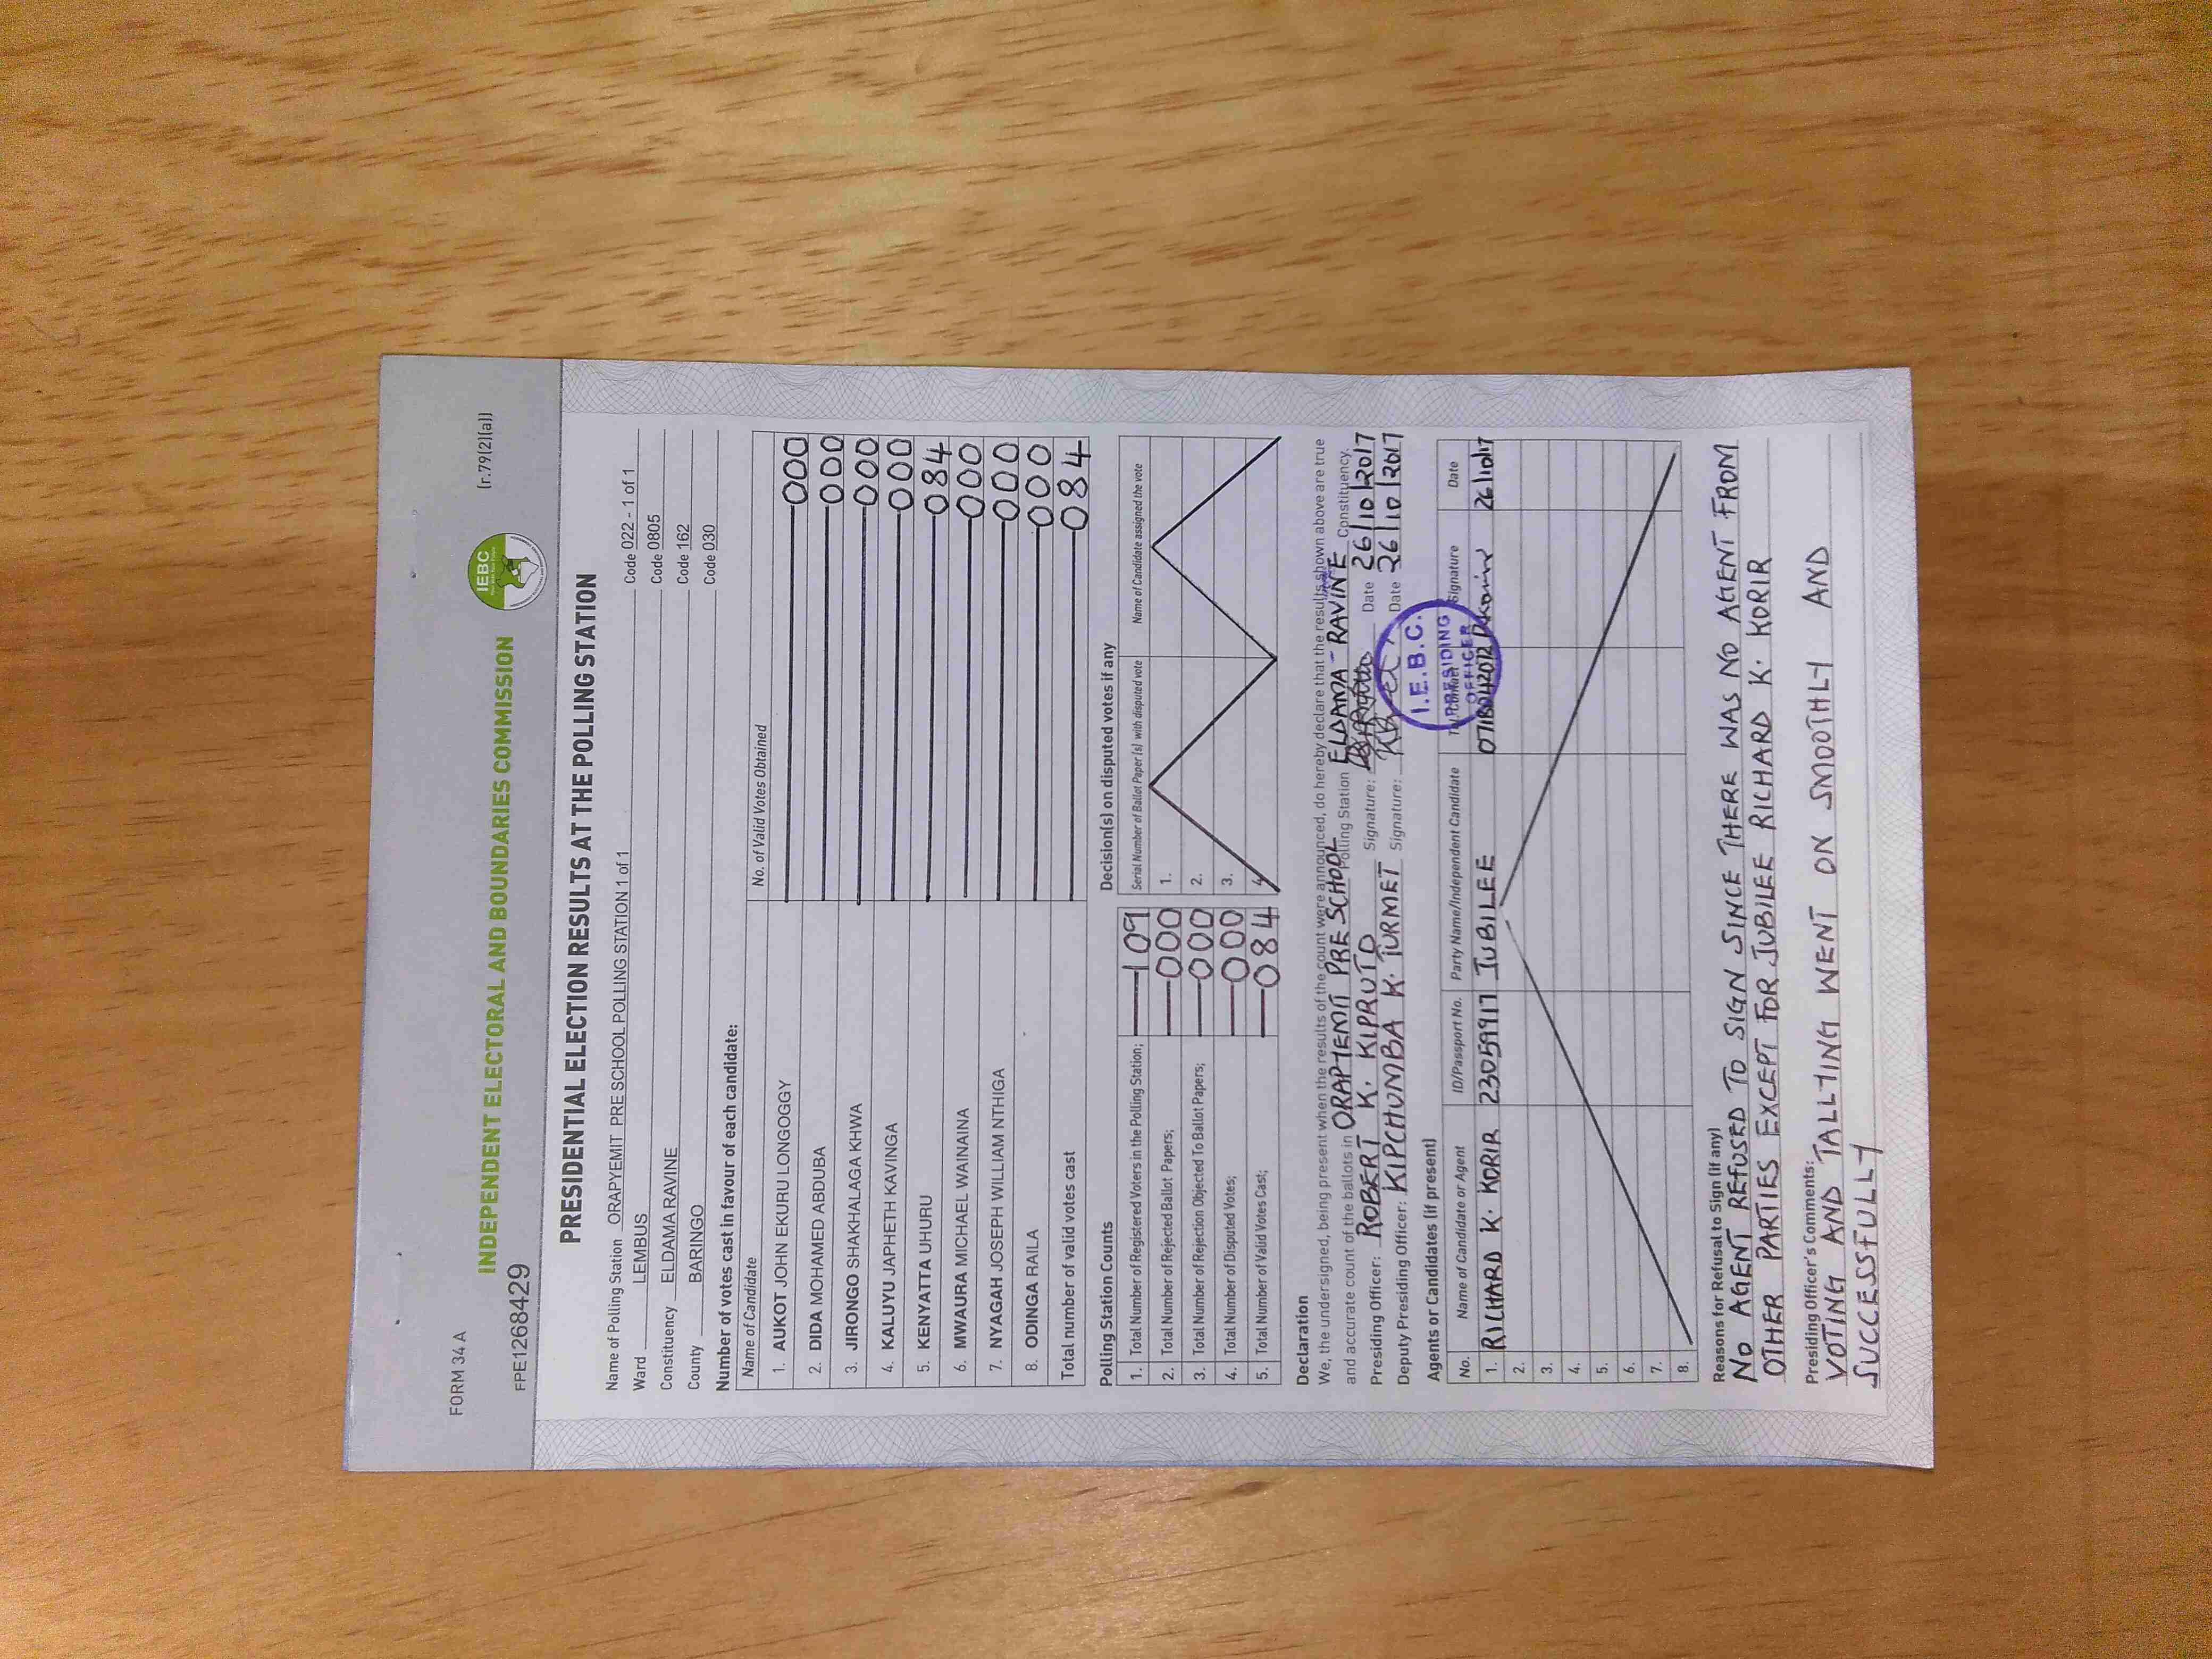 FORM 34 A
(r.79(2)(a))
INDEPENDENT ELECTORAL AND BOUNDARIES COMMISSION
IEBC
FPE1268429
PRESIDENTIAL ELECTION RESULTS AT THE POLLING STATION
Name of Polling Station ORAPYEMIT PRE SCHOOL POLLING STATION 1 of 1 Code 022 - 1 of 1
Ward LEMBUS Code 0805
Constituency ELDAMA RAVINE Code 162
County BARINGO Code 030
Number of votes cast in favour of each candidate:
Name of Candidate No. of Valid Votes Obtained
1. AUKOT JOHN EKURU LONGOGGY 000
2. DIDA MOHAMED ABDUBA 000
3. JIRONGO SHAKHALAGA KHWA 000
4. KALUYU JAPHETH KAVINGA 000
5. KENYATTA UHURU 084
6. MWAURA MICHAEL WAINAINA 000
7. NYAGAH JOSEPH WILLIAM NTHIGA 000
8. ODINGA RAILA 000
Total number of valid votes cast 084
Polling Station Counts
1. Total Number of Registered Voters in the Polling Station; 109
2. Total Number of Rejected Ballot Papers; 000
3. Total Number of Rejection Objected To Ballot Papers; 000
4. Total Number of Disputed Votes; 000
5. Total Number of Valid Votes Cast; 084
Decision(s) on disputed votes if any
Serial Number of Ballot Paper (s) with disputed vote Name of Candidate assigned the vote
1.
2.
3.
4.
Declaration
We, the undersigned, being present when the results of the count were announced, do hereby declare that the results shown above are true
and accurate count of the ballots in ORAPYEMIT PRE SCHOOL Polling Station ELDAMA - RAVINE Constituency.
Presiding Officer: ROBERT K. KIPRUTO Signature: Date 26/10/2017
Deputy Presiding Officer: KIPCHUMBA K. TURMET Signature: Date 26/10/2017
I.E.B.C.
PRESIDING
OFFICER
Agents or Candidates (if present)
No. Name of Candidate or Agent ID/Passport No. Party Name/Independent Candidate Signature Date
1. RICHARD K. KORIR 23059917 JUBILEE 0718042012 26/10/17
2.
3.
4.
5.
6.
7.
8.
Reasons for Refusal to Sign (if any)
NO AGENT REFUSED TO SIGN SINCE THERE WAS NO AGENT FROM
OTHER PARTIES EXCEPT FOR JUBILEE RICHARD K. KORIR
Presiding Officer's Comments:
VOTING AND TALLYING WENT ON SMOOTHLY AND
SUCCESSFULLY